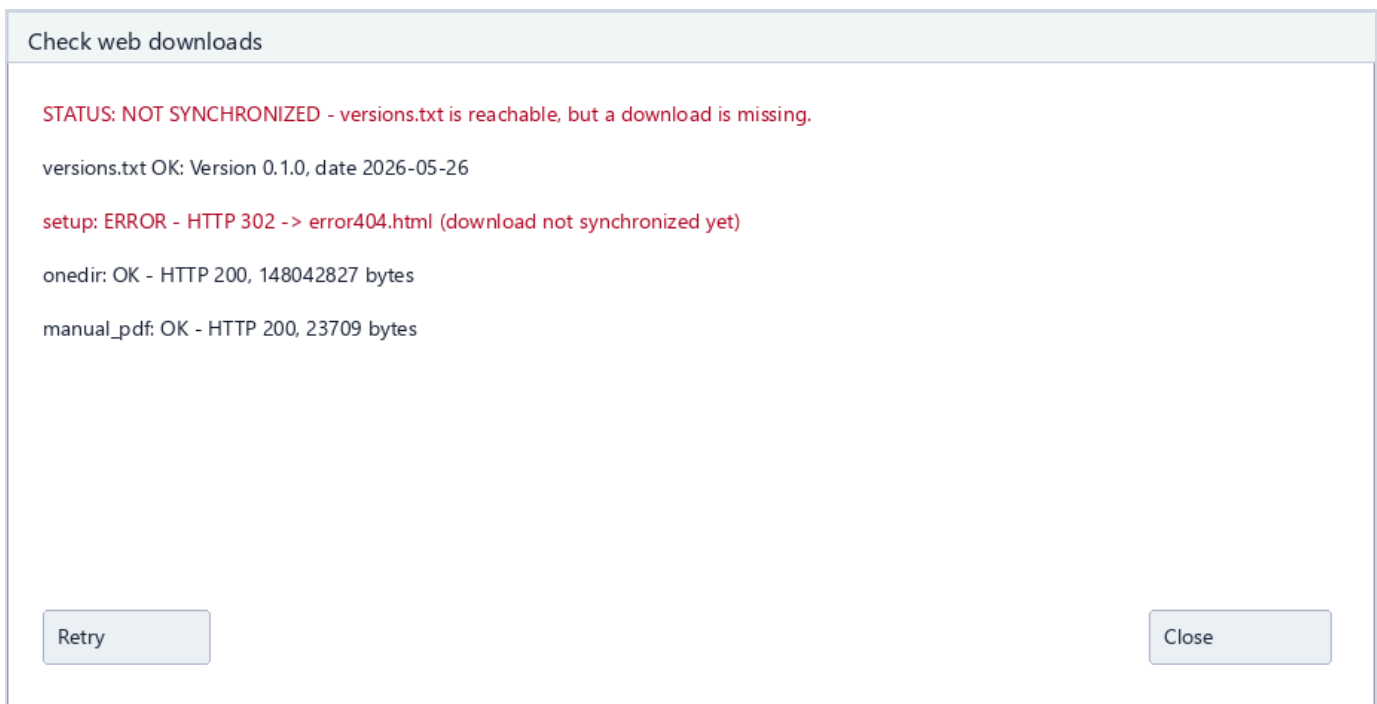 Check web downloads
STATUS: NOT SYNCHRONIZED - versions.txt is reachable, but a download is missing.
versions.txt OK: Version 0.1.0, date 2026-05-26
setup: ERROR - HTTP 302 -> error404.html (download not synchronized yet)
onedir: OK - HTTP 200, 148042827 bytes
manual_pdf: OK - HTTP 200, 23709 bytes
Retry
Close